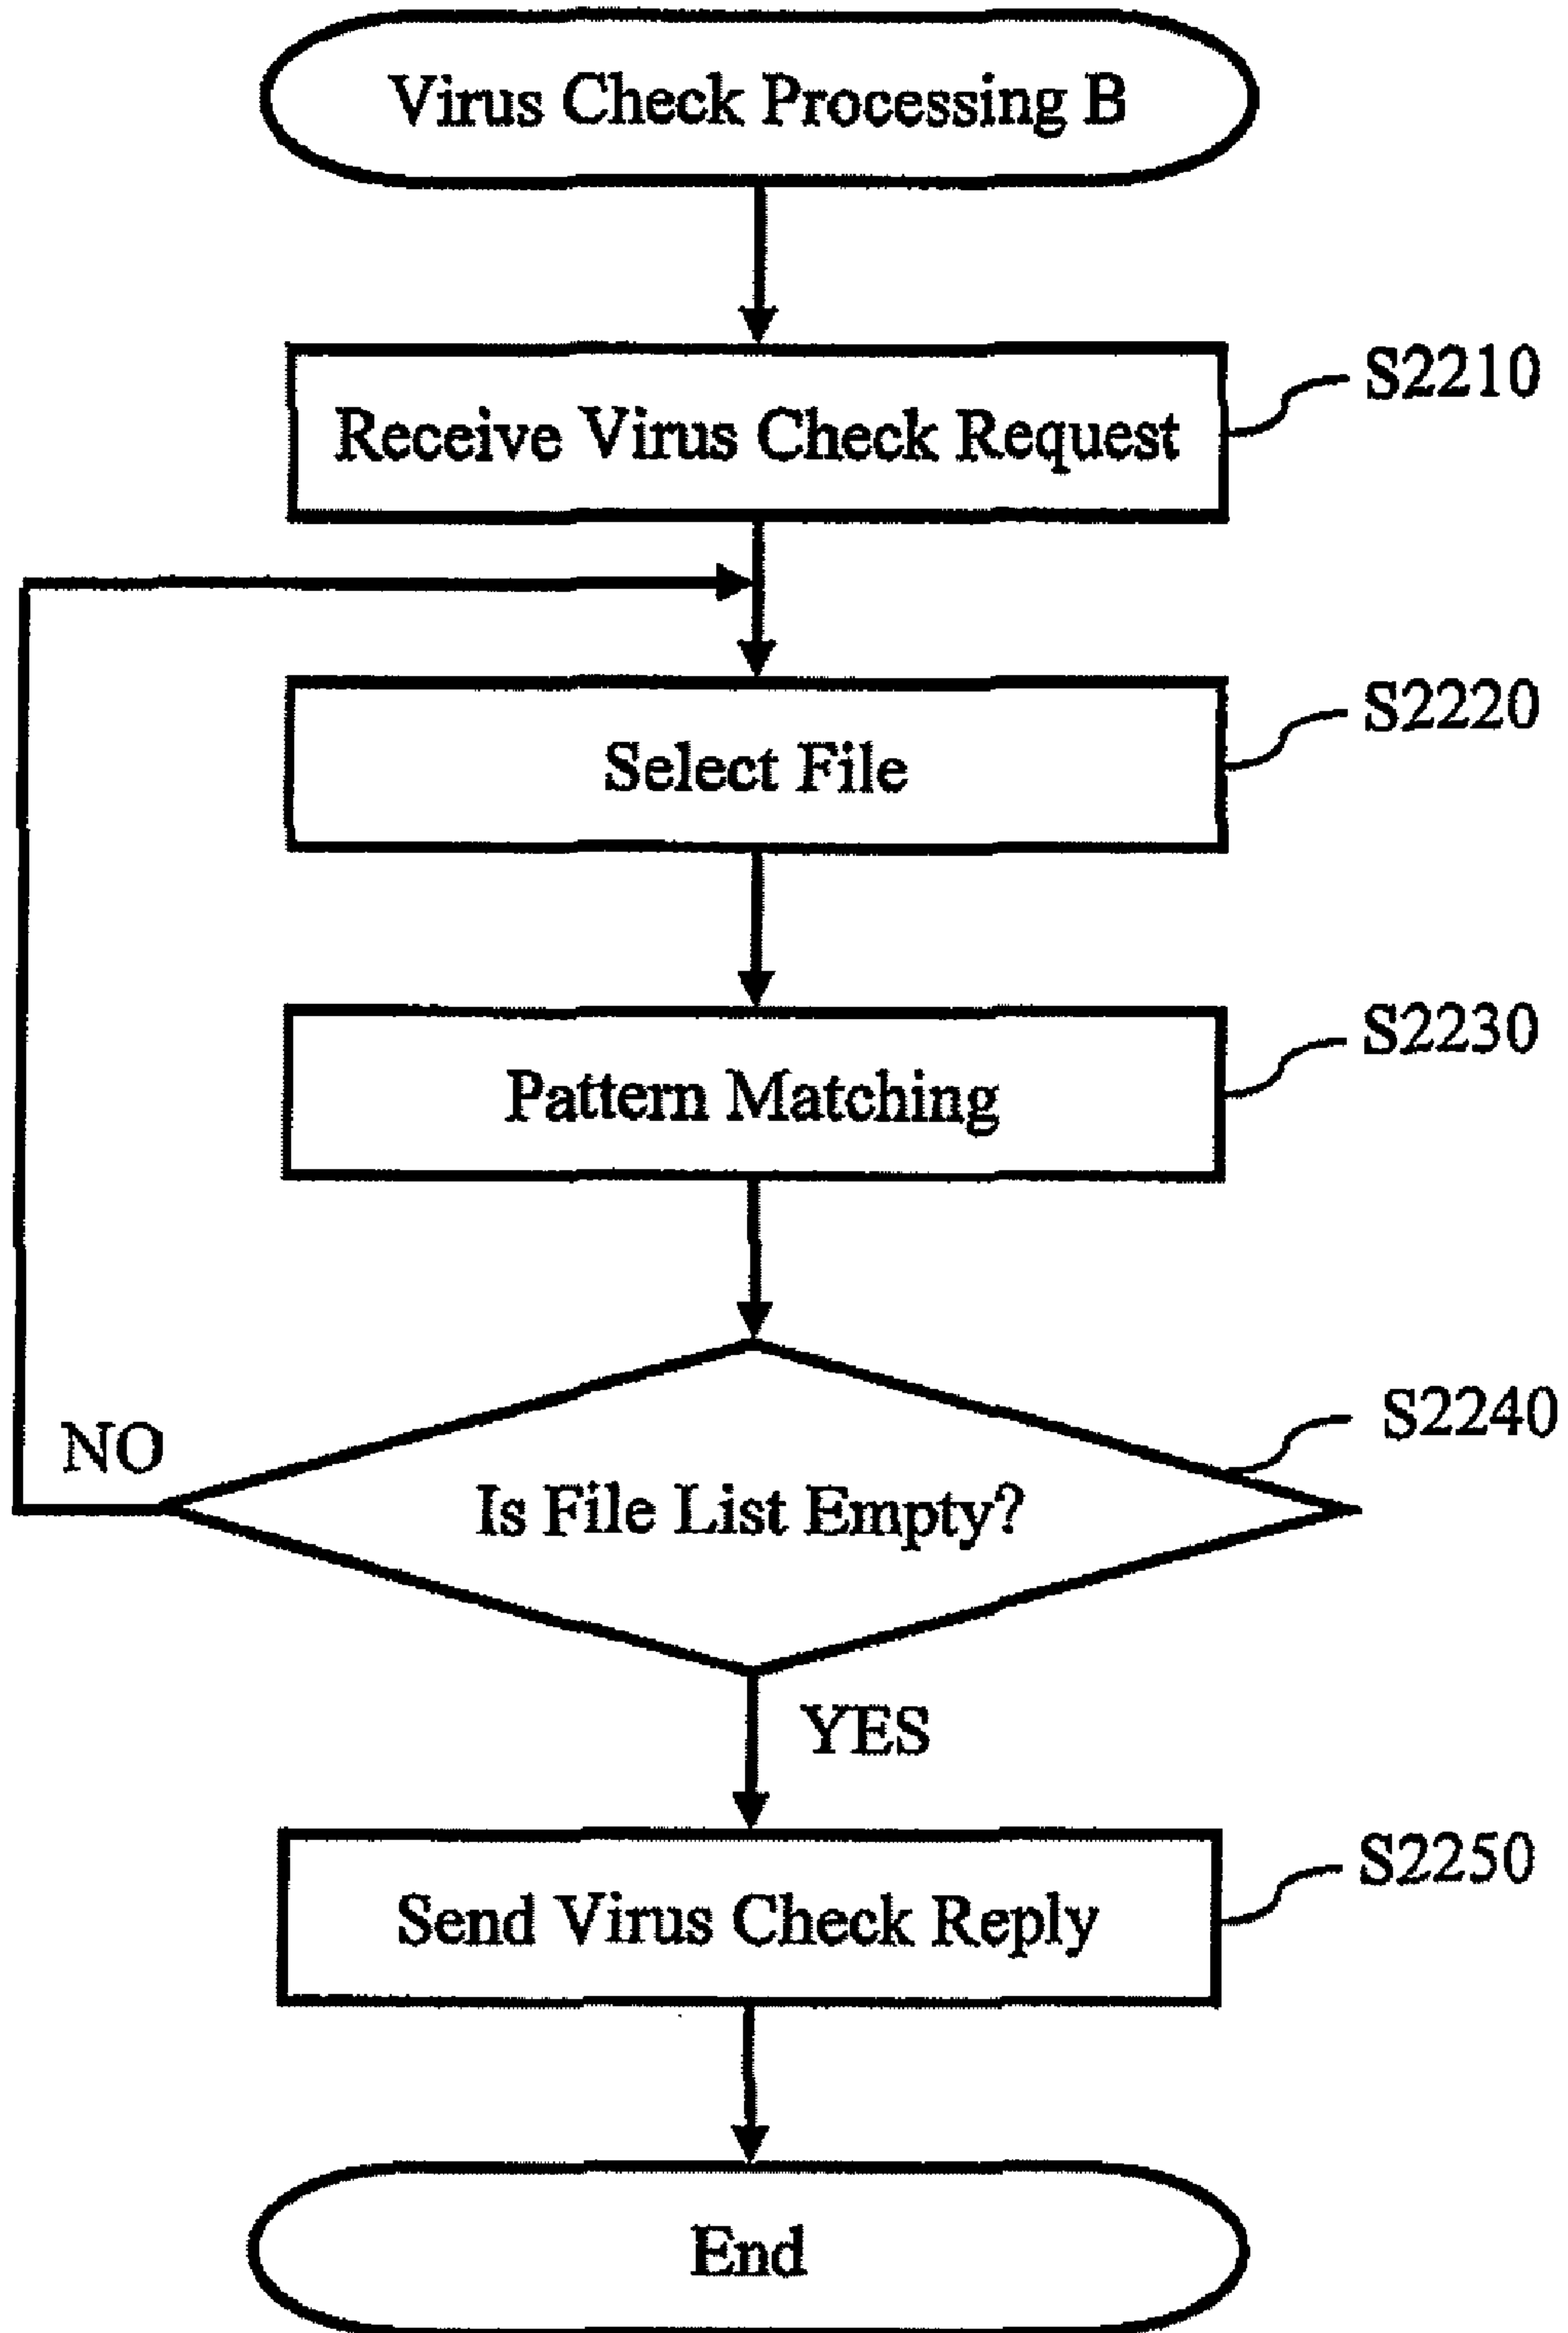 Virus Check Processing B
S2210
Receive Virus Check Request
S2220
Select File
S2230
Pattern Matching
S2240
NO
Is File List Empty?
YES
S2250
Send Virus Check Reply
End